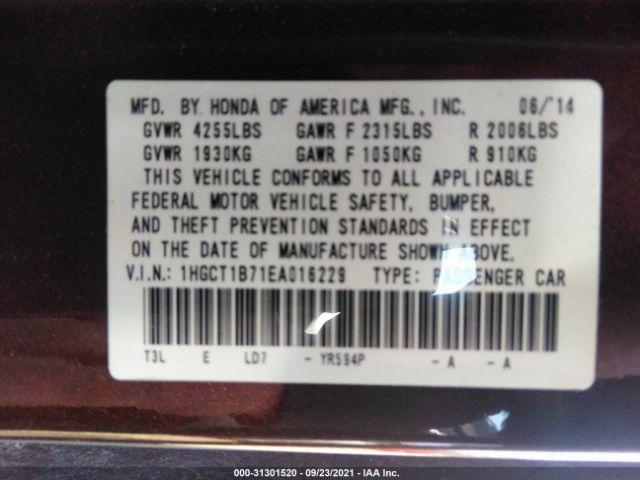 MFD. BY HONDA OF AMERICA MFG., INC. 06/'14
GVWR 4255LBS GAWR F 2315LBS R 2006LBS
GVWR 1930KG GAWR F 1050KG R 910KG
THIS VEHICLE CONFORMS TO ALL APPLICABLE
FEDERAL MOTOR VEHICLE SAFETY, BUMPER,
AND THEFT PREVENTION STANDARDS IN EFFECT
ON THE DATE OF MANUFACTURE SHOWN ABOVE.
V.I.N.: 1HGCT1B71EA016229 TYPE: PASSENGER CAR
T3L E LD7 - YR594P - A - A
000-31301520 - 09/23/2021 - IAA Inc.